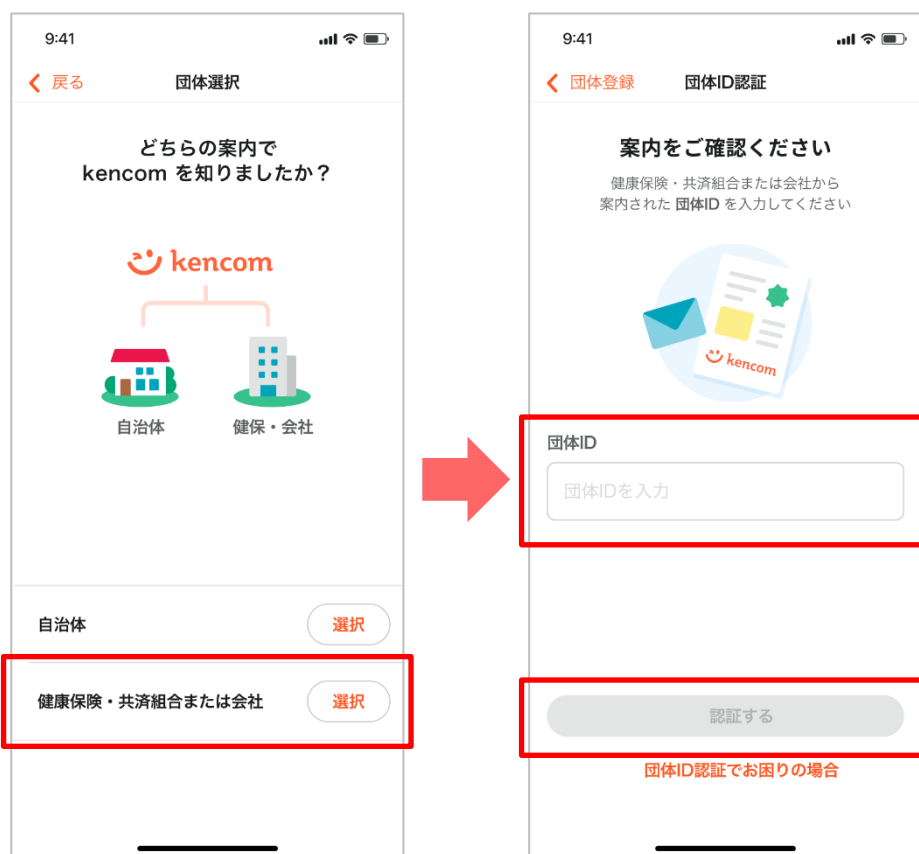 9:41
戻る
団体選択
どちらの案内で
kencom を知りましたか？
kencom
自治体
健保・会社
自治体
選択
健康保険・共済組合または会社
選択
9:41
団体登録
団体ID認証
案内をご確認ください
健康保険・共済組合または会社から
案内された 団体ID を入力してください
kencom
団体ID
団体IDを入力
認証する
団体ID認証でお困りの場合